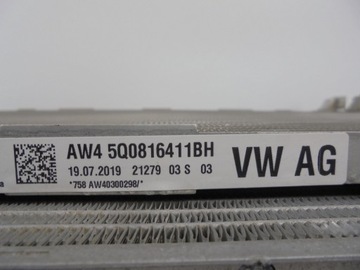 AW4 5Q0816411BH VW AG
19.07.2019 21279 03 S 03
*758 AW40300298/*